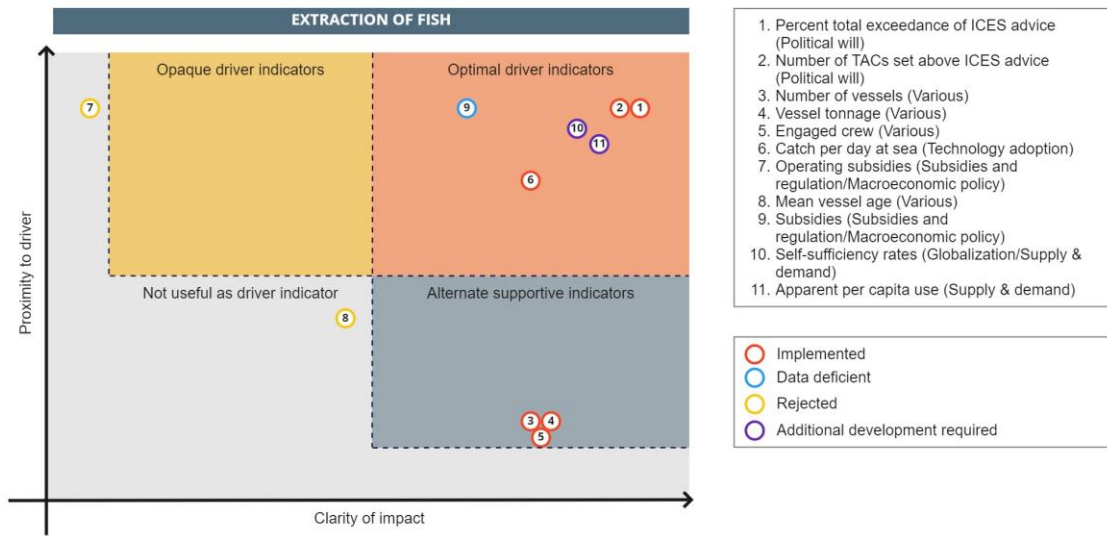 EXTRACTION OF FISH
Opaque driver indicators
Optimal driver indicators
7
9
2
1
10
11
6
Proximity to driver
Not useful as driver indicator
Alternate supportive indicators
8
3
4
5
Clarity of impact
1. Percent total exceedance of ICES advice
(Political will)
2. Number of TACs set above ICES advice
(Political will)
3. Number of vessels (Various)
4. Vessel tonnage (Various)
5. Engaged crew (Various)
6. Catch per day at sea (Technology adoption)
7. Operating subsidies (Subsidies and
regulation/Macroeconomic policy)
8. Mean vessel age (Various)
9. Subsidies (Subsidies and
regulation/Macroeconomic policy)
10. Self-sufficiency rates (Globalization/Supply &
demand)
11. Apparent per capita use (Supply & demand)
Implemented
Data deficient
Rejected
Additional development required